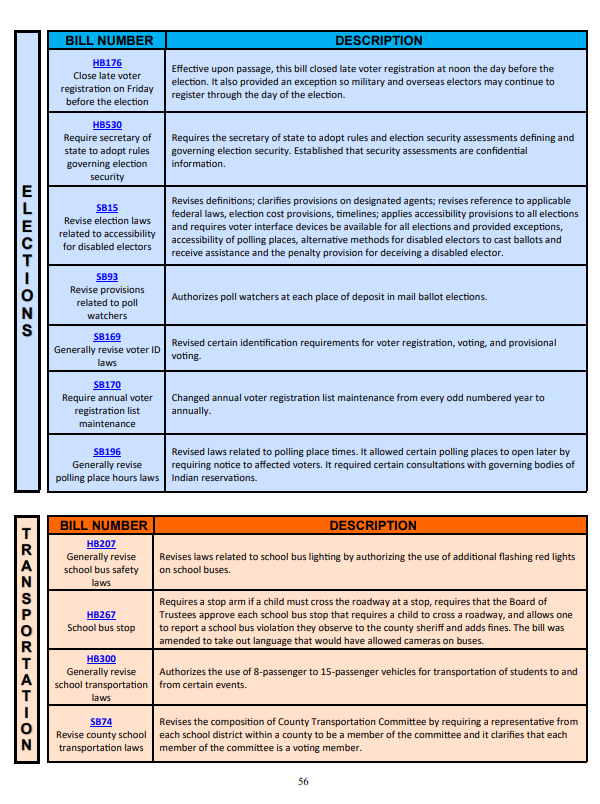 ELECTIONS
BILL NUMBER DESCRIPTION
HB176
Close late voter
registration on Friday
before the election
Effective upon passage, this bill closed late voter registration at noon the day before the
election. It also provided an exception so military and overseas electors may continue to
register through the day of the election.
HB530
Require secretary of
state to adopt rules
governing election
security
Requires the secretary of state to adopt rules and election security assessments defining and
governing election security. Established that security assessments are confidential
information.
SB15
Revise election laws
related to accessibility
for disabled electors
Revises definitions; clarifies provisions on designated agents; revises reference to applicable
federal laws, election cost provisions, timelines; applies accessibility provisions to all elections
and requires voter interface devices be available for all elections and provided exceptions,
accessibility of polling places, alternative methods for disabled electors to cast ballots and
receive assistance and the penalty provision for deceiving a disabled elector.
SB93
Revise provisions
related to poll
watchers
Authorizes poll watchers at each place of deposit in mail ballot elections.
SB169
Generally revise voter ID
laws
Revised certain identification requirements for voter registration, voting, and provisional
voting.
SB170
Require annual voter
registration list
maintenance
Changed annual voter registration list maintenance from every odd numbered year to
annually.
SB196
Generally revise
polling place hours laws
Revised laws related to polling place times. It allowed certain polling places to open later by
requiring notice to affected voters. It required certain consultations with governing bodies of
Indian reservations.
TRANSPORTATION
BILL NUMBER DESCRIPTION
HB207
Generally revise
school bus safety
laws
Revises laws related to school bus lighting by authorizing the use of additional flashing red lights
on school buses.
HB267
School bus stop
Requires a stop arm if a child must cross the roadway at a stop, requires that the Board of
Trustees approve each school bus stop that requires a child to cross a roadway, and allows one
to report a school bus violation they observe to the county sheriff and adds fines. The bill was
amended to take out language that would have allowed cameras on buses.
HB300
Generally revise
school transportation
laws
Authorizes the use of 8-passenger to 15-passenger vehicles for transportation of students to and
from certain events.
SB74
Revise county school
transportation laws
Revises the composition of County Transportation Committee by requiring a representative from
each school district within a county to be a member of the committee and it clarifies that each
member of the committee is a voting member.
56